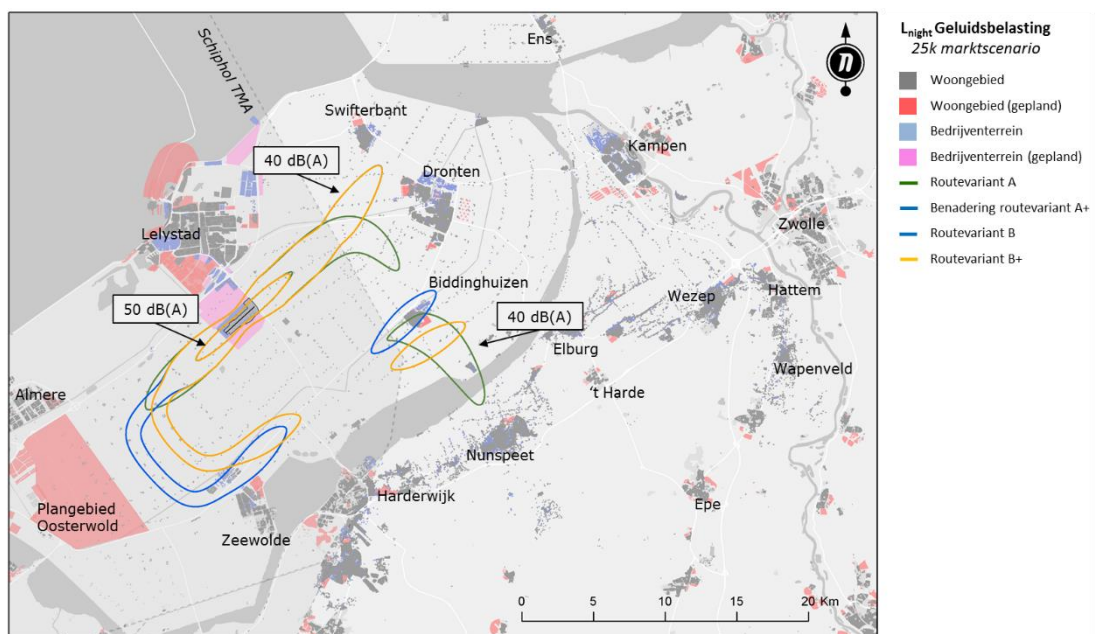 Ens
Schiphol TMA
Swifterbant
40 dB(A)
Kampen
Dronten
Zwolle
Lelystad
Biddinghuizen
Hattem
Wezep
50 dB(A)
40 dB(A)
Elburg
Wapenveld
't Harde
Almere
Nunspeet
Harderwijk
Epe
Plangebied
Oosterwold
Zeewolde
0 5 10 15 20 Km
n
Lnight Geluidsbelasting
25k marktscenario
Woongebied
Woongebied (gepland)
Bedrijventerrein
Bedrijventerrein (gepland)
Routevariant A
Benadering routevariant A+
Routevariant B
Routevariant B+